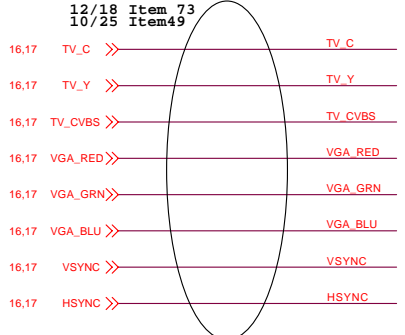 12/18 Item 73
10/25 Item49
16,17 TV_C TV_C
16,17 TV_Y TV_Y
16,17 TV_CVBS TV_CVBS
16,17 VGA_RED VGA_RED
16,17 VGA_GRN VGA_GRN
16,17 VGA_BLU VGA_BLU
16,17 VSYNC VSYNC
16,17 HSYNC HSYNC